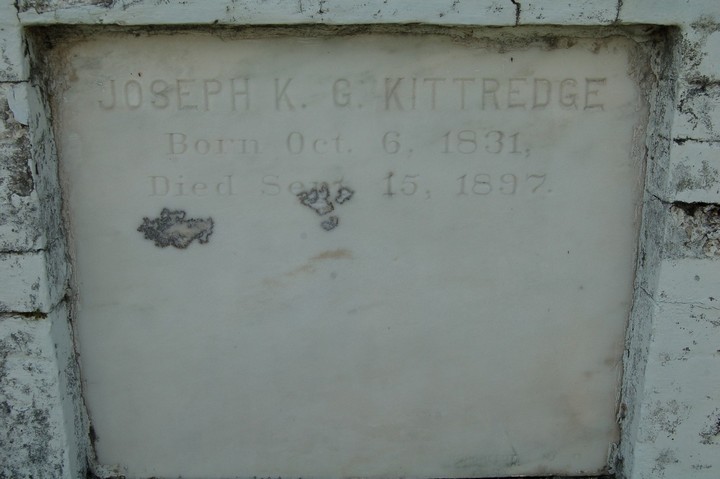 JOSEPH K. G. KITTREDGE
Born Oct. 6, 1831,
Died Sept. 15, 1897.